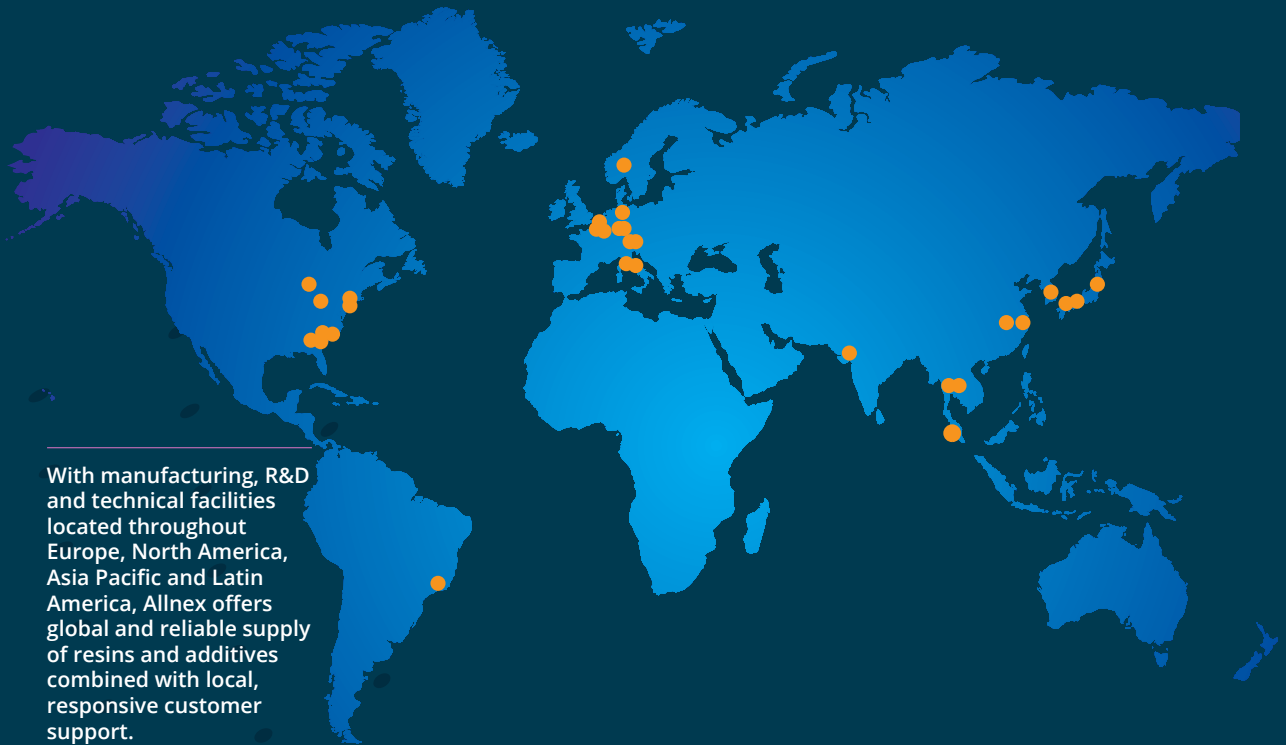 With manufacturing, R&D
and technical facilities
located throughout
Europe, North America,
Asia Pacific and Latin
America, Allnex offers
global and reliable supply
of resins and additives
combined with local,
responsive customer
support.